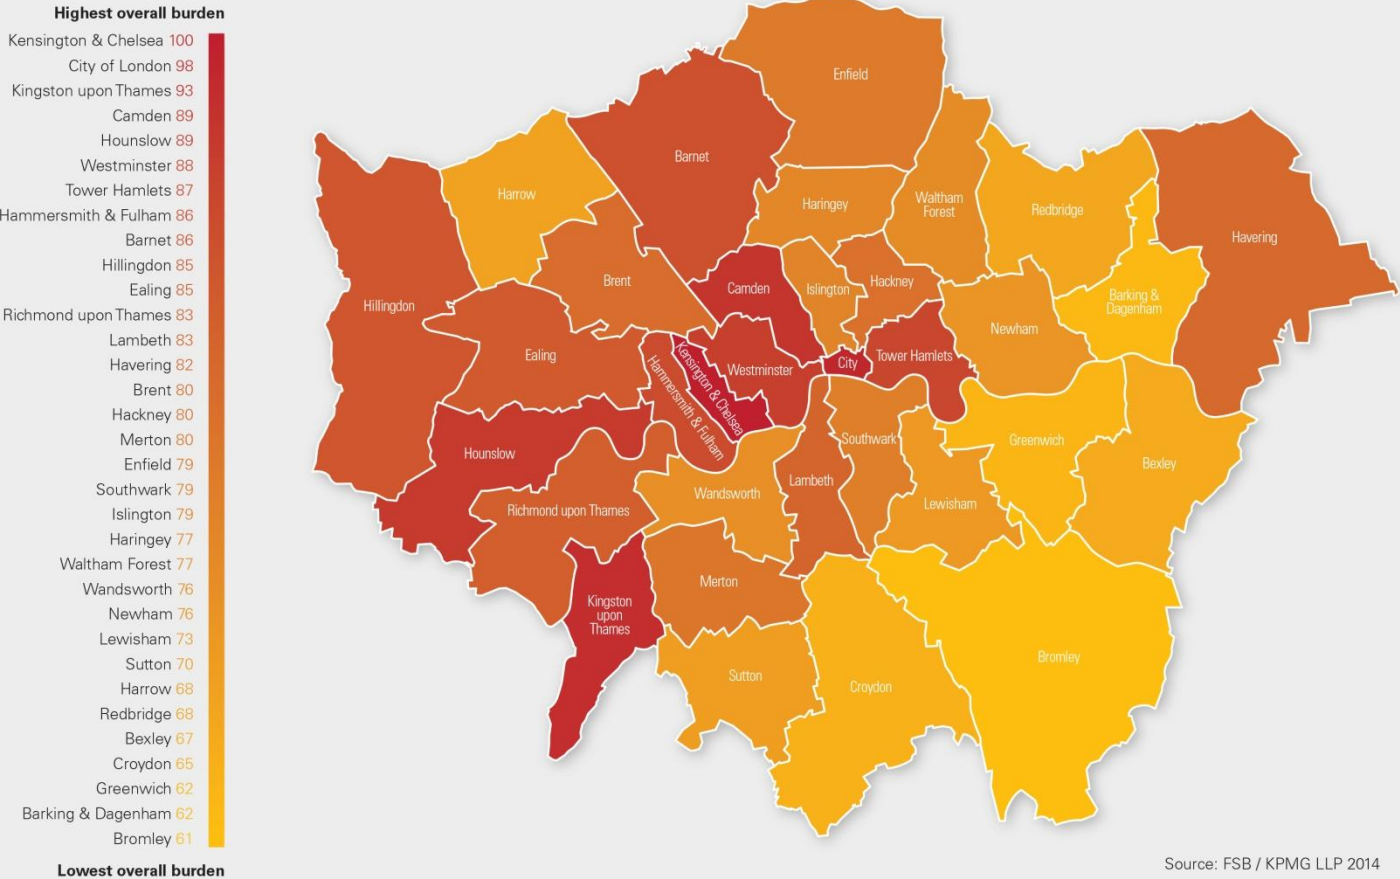 Highest overall burden
Kensington & Chelsea 100
City of London 98
Kingston upon Thames 93
Camden 89
Hounslow 89
Westminster 88
Tower Hamlets 87
Hammersmith & Fulham 86
Barnet 86
Hillingdon 85
Ealing 85
Richmond upon Thames 83
Lambeth 83
Havering 82
Brent 80
Hackney 80
Merton 80
Enfield 79
Southwark 79
Islington 79
Haringey 77
Waltham Forest 77
Wandsworth 76
Newham 76
Lewisham 73
Sutton 70
Harrow 68
Redbridge 68
Bexley 67
Croydon 65
Greenwich 62
Barking & Dagenham 62
Bromley 61
Lowest overall burden
Enfield
Barnet
Harrow
Haringey
Waltham
Forest
Redbridge
Havering
Hillingdon
Brent
Camden
Islington
Hackney
Newham
Barking &
Dagenham
Ealing
Hammersmith & Fulham
Kensington & Chelsea
Westminster
City
Tower Hamlets
Hounslow
Richmond upon Thames
Wandsworth
Lambeth
Southwark
Lewisham
Greenwich
Bexley
Kingston
upon
Thames
Merton
Sutton
Croydon
Bromley
Source: FSB / KPMG LLP 2014